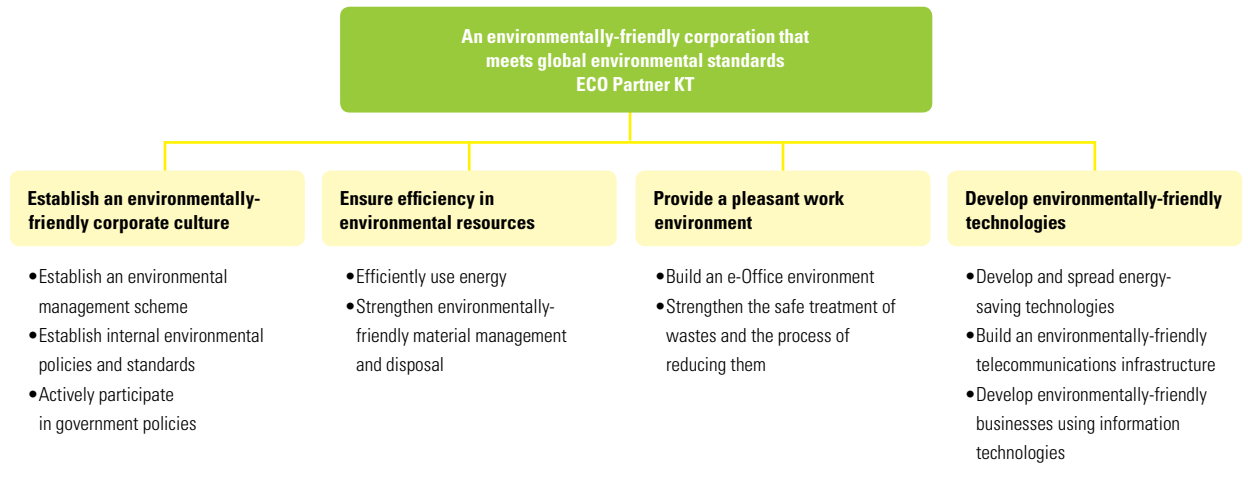 An environmentally-friendly corporation that
meets global environmental standards
ECO Partner KT
Establish an environmentally-
friendly corporate culture
•Establish an environmental
management scheme
•Establish internal environmental
policies and standards
•Actively participate
in government policies
Ensure efficiency in
environmental resources
•Efficiently use energy
•Strengthen environmentally-
friendly material management
and disposal
Provide a pleasant work
environment
•Build an e-Office environment
•Strengthen the safe treatment of
wastes and the process of
reducing them
Develop environmentally-friendly
technologies
•Develop and spread energy-
saving technologies
•Build an environmentally-friendly
telecommunications infrastructure
•Develop environmentally-friendly
businesses using information
technologies